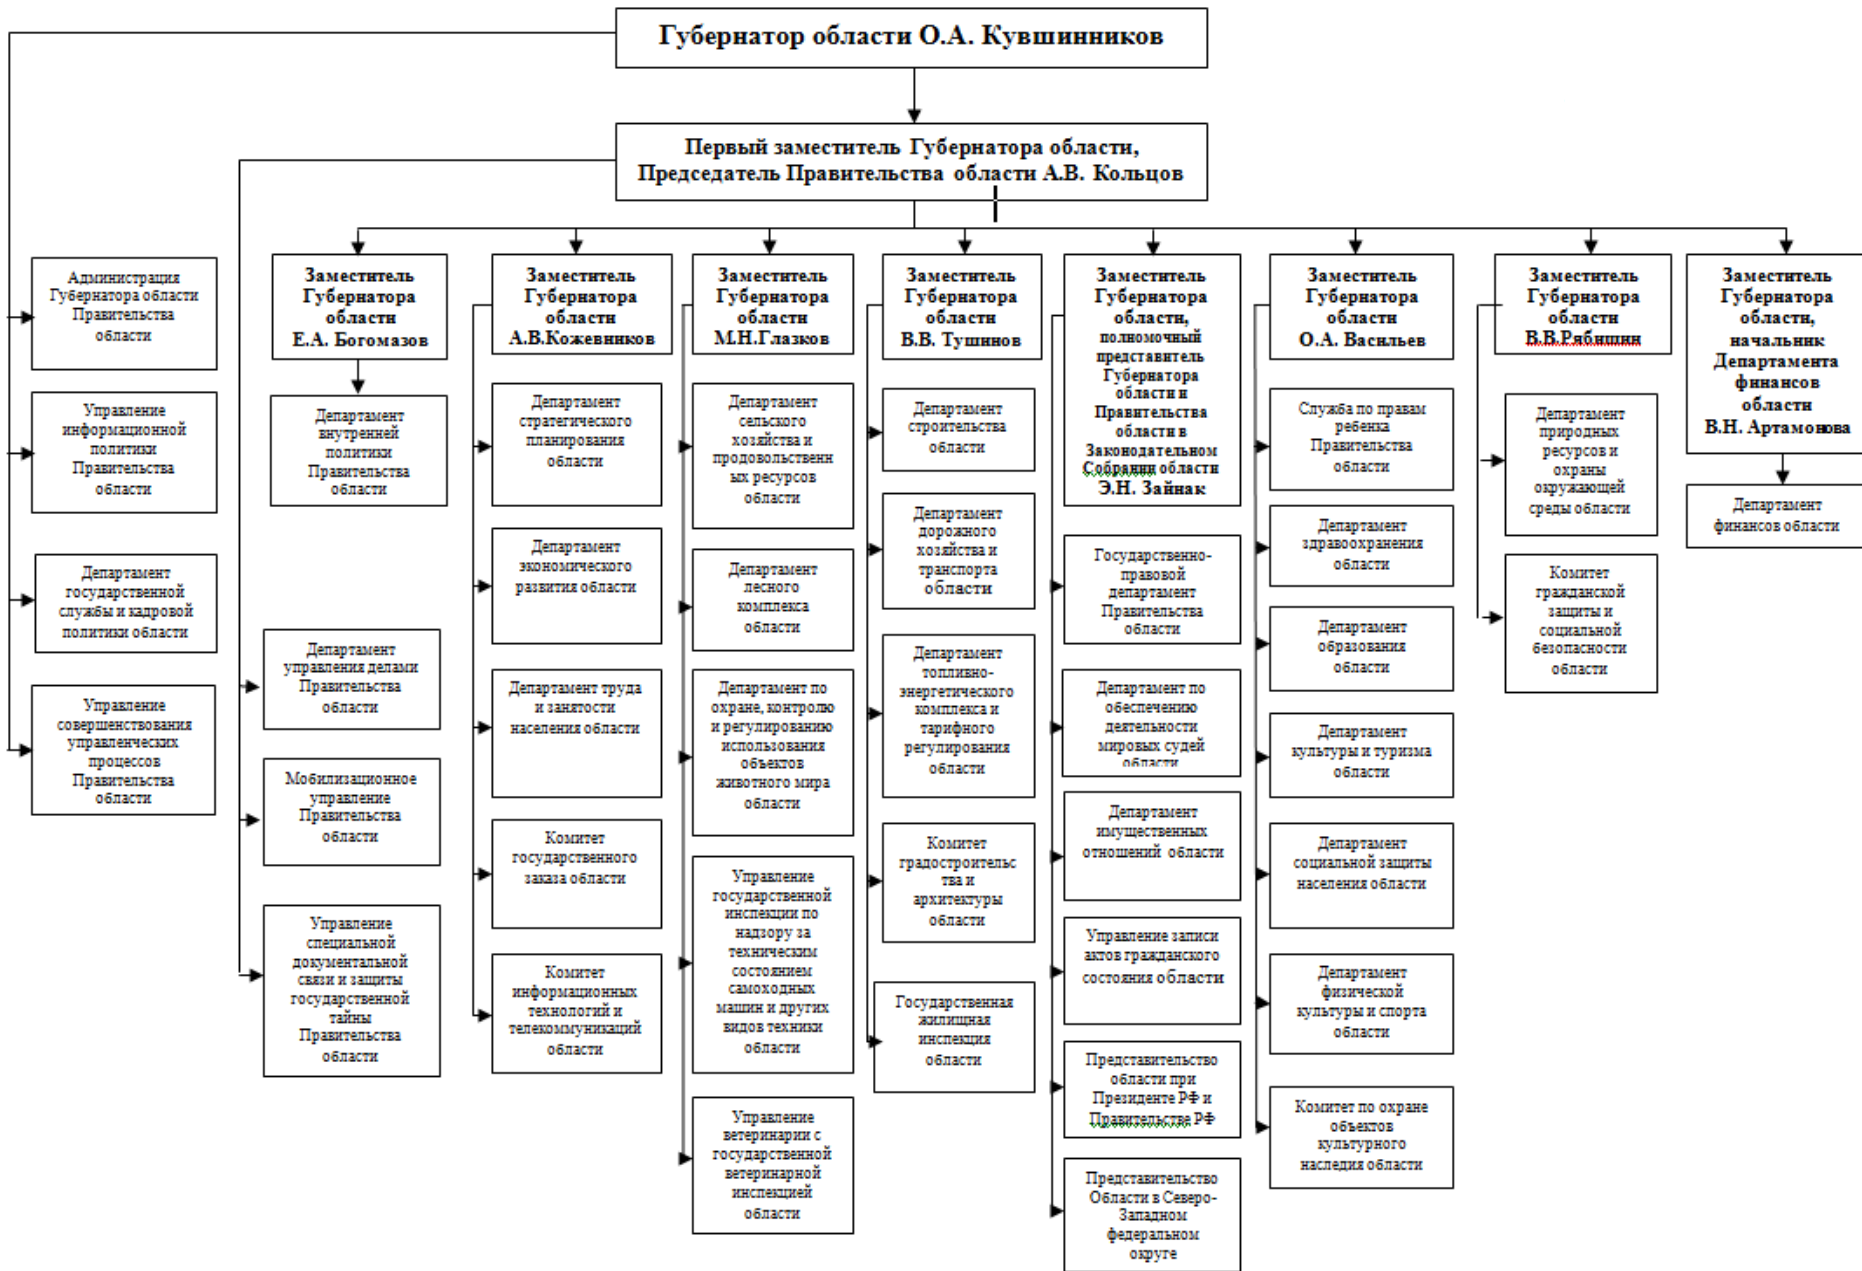 Губернатор области О.А. Кувшинников
Первый заместитель Губернатора области,
Председатель Правительства области А.В. Кольцов
Администрация
Губернатора области
Правительства
области
Управление
информационной
политики
Правительства
области
Департамент
государственной
службы и кадровой
политики области
Управление
совершенствования
управленческих
процессов
Правительства
области
Заместитель
Губернатора
области
Е.А. Богомазов
Департамент
внутренней
политики
Правительства
области
Департамент
управления делами
Правительства
области
Мобилизационное
управление
Правительства
области
Управление
специальной
документальной
связи и защиты
государственной
тайны
Правительства
области
Заместитель
Губернатора
области
А.В.Кожевников
Департамент
стратегического
планирования
области
Департамент
экономического
развития области
Департамент труда
и занятости
населения области
Комитет
государственного
заказа области
Комитет
информационных
технологий и
телекоммуникаций
области
Заместитель
Губернатора
области
М.Н.Глазков
Департамент
сельского
хозяйства и
продовольственн
ых ресурсов
области
Департамент
лесного
комплекса
области
Департамент по
охране, контролю
и регулированию
использования
объектов
животного мира
области
Управление
государственной
инспекции по
надзору за
техническим
состоянием
самоходных
машин и других
видов техники
области
Управление
ветеринарии с
государственной
ветеринарной
инспекцией
области
Заместитель
Губернатора
области
В.В. Тушинов
Департамент
строительства
области
Департамент
дорожного
хозяйства и
транспорта
области
Департамент
топливно-
энергетического
комплекса и
тарифного
регулирования
области
Комитет
градостроительс
тва и
архитектуры
области
Государственная
жилищная
инспекция
области
Заместитель
Губернатора
области,
полномочный
представитель
Губернатора
области и
Правительства
области в
Законодательном
Собрании области
Э.Н. Зайнак
Государственно-
правовой
департамент
Правительства
области
Департамент по
обеспечению
деятельности
мировых судей
области
Департамент
имущественных
отношений области
Управление записи
актов гражданского
состояния области
Представительство
области при
Президенте РФ и
Правительстве РФ
Представительство
Области в Северо-
Западном
федеральном
округе
Заместитель
Губернатора
области
О.А. Васильев
Служба по правам
ребенка
Правительства
области
Департамент
здравоохранения
области
Департамент
образования
области
Департамент
культуры и туризма
области
Департамент
социальной защиты
населения области
Департамент
физической
культуры и спорта
области
Комитет по охране
объектов
культурного
наследия области
Заместитель
Губернатора
области
В.В.Рябишин
Департамент
природных
ресурсов и
охраны
окружающей
среды области
Комитет
гражданской
защиты и
социальной
безопасности
области
Заместитель
Губернатора
области,
начальник
Департамента
финансов
области
В.Н. Артамонова
Департамент
финансов области